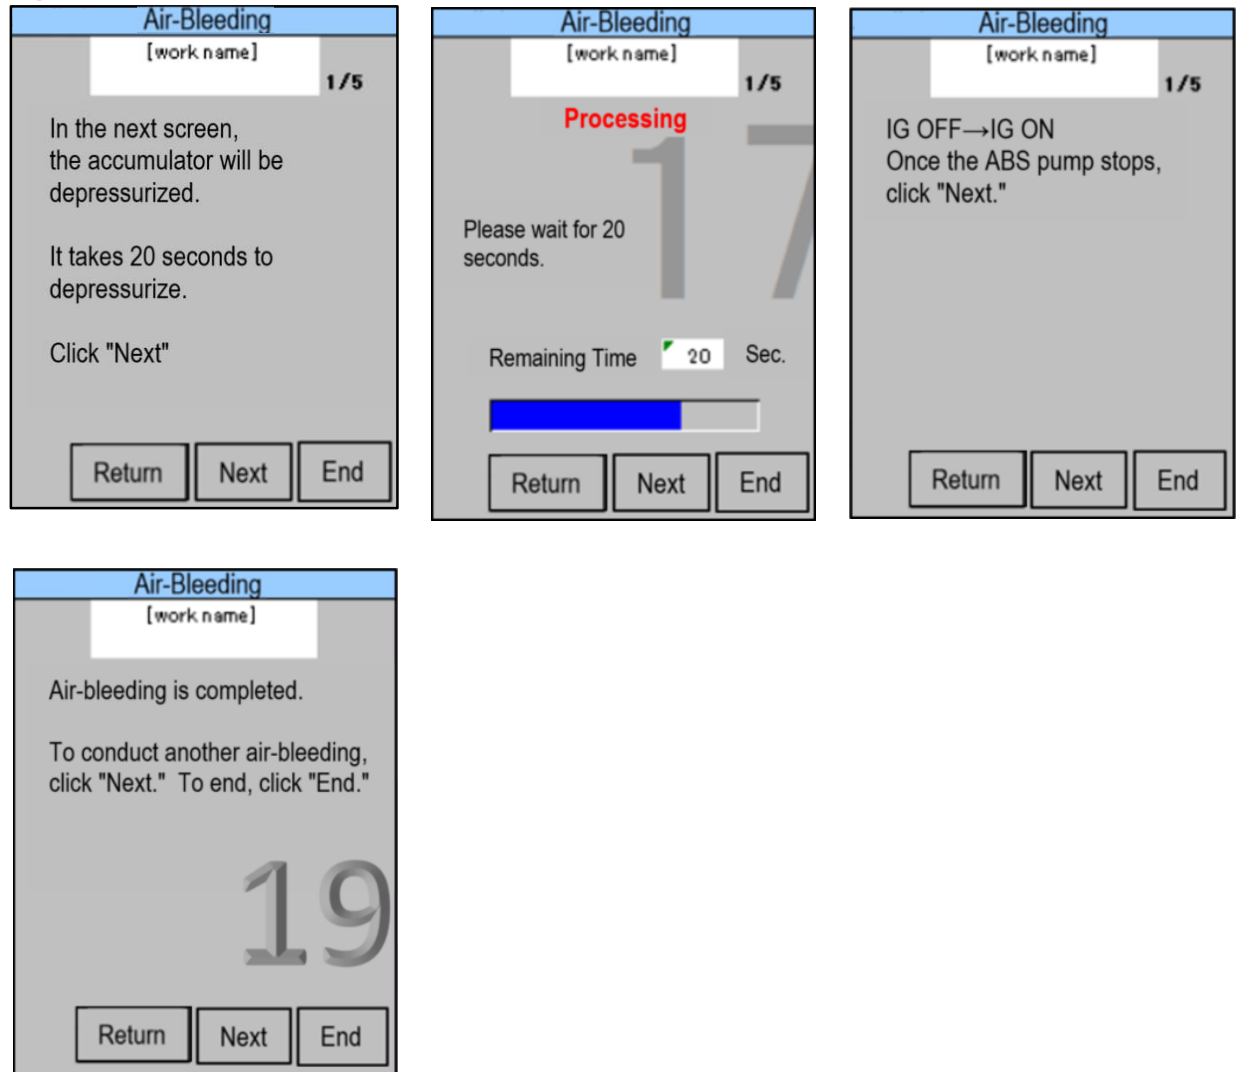 Air-Bleeding
[work name]
1/5
In the next screen,
the accumulator will be
depressurized.
It takes 20 seconds to
depressurize.
Click "Next"
Return Next End
Air-Bleeding
[work name]
1/5
Processing
17
Please wait for 20
seconds.
Remaining Time 20 Sec.
Return Next End
Air-Bleeding
[work name]
1/5
IG OFF→IG ON
Once the ABS pump stops,
click "Next."
Return Next End
Air-Bleeding
[work name]
Air-bleeding is completed.
To conduct another air-bleeding,
click "Next." To end, click "End."
19
Return Next End